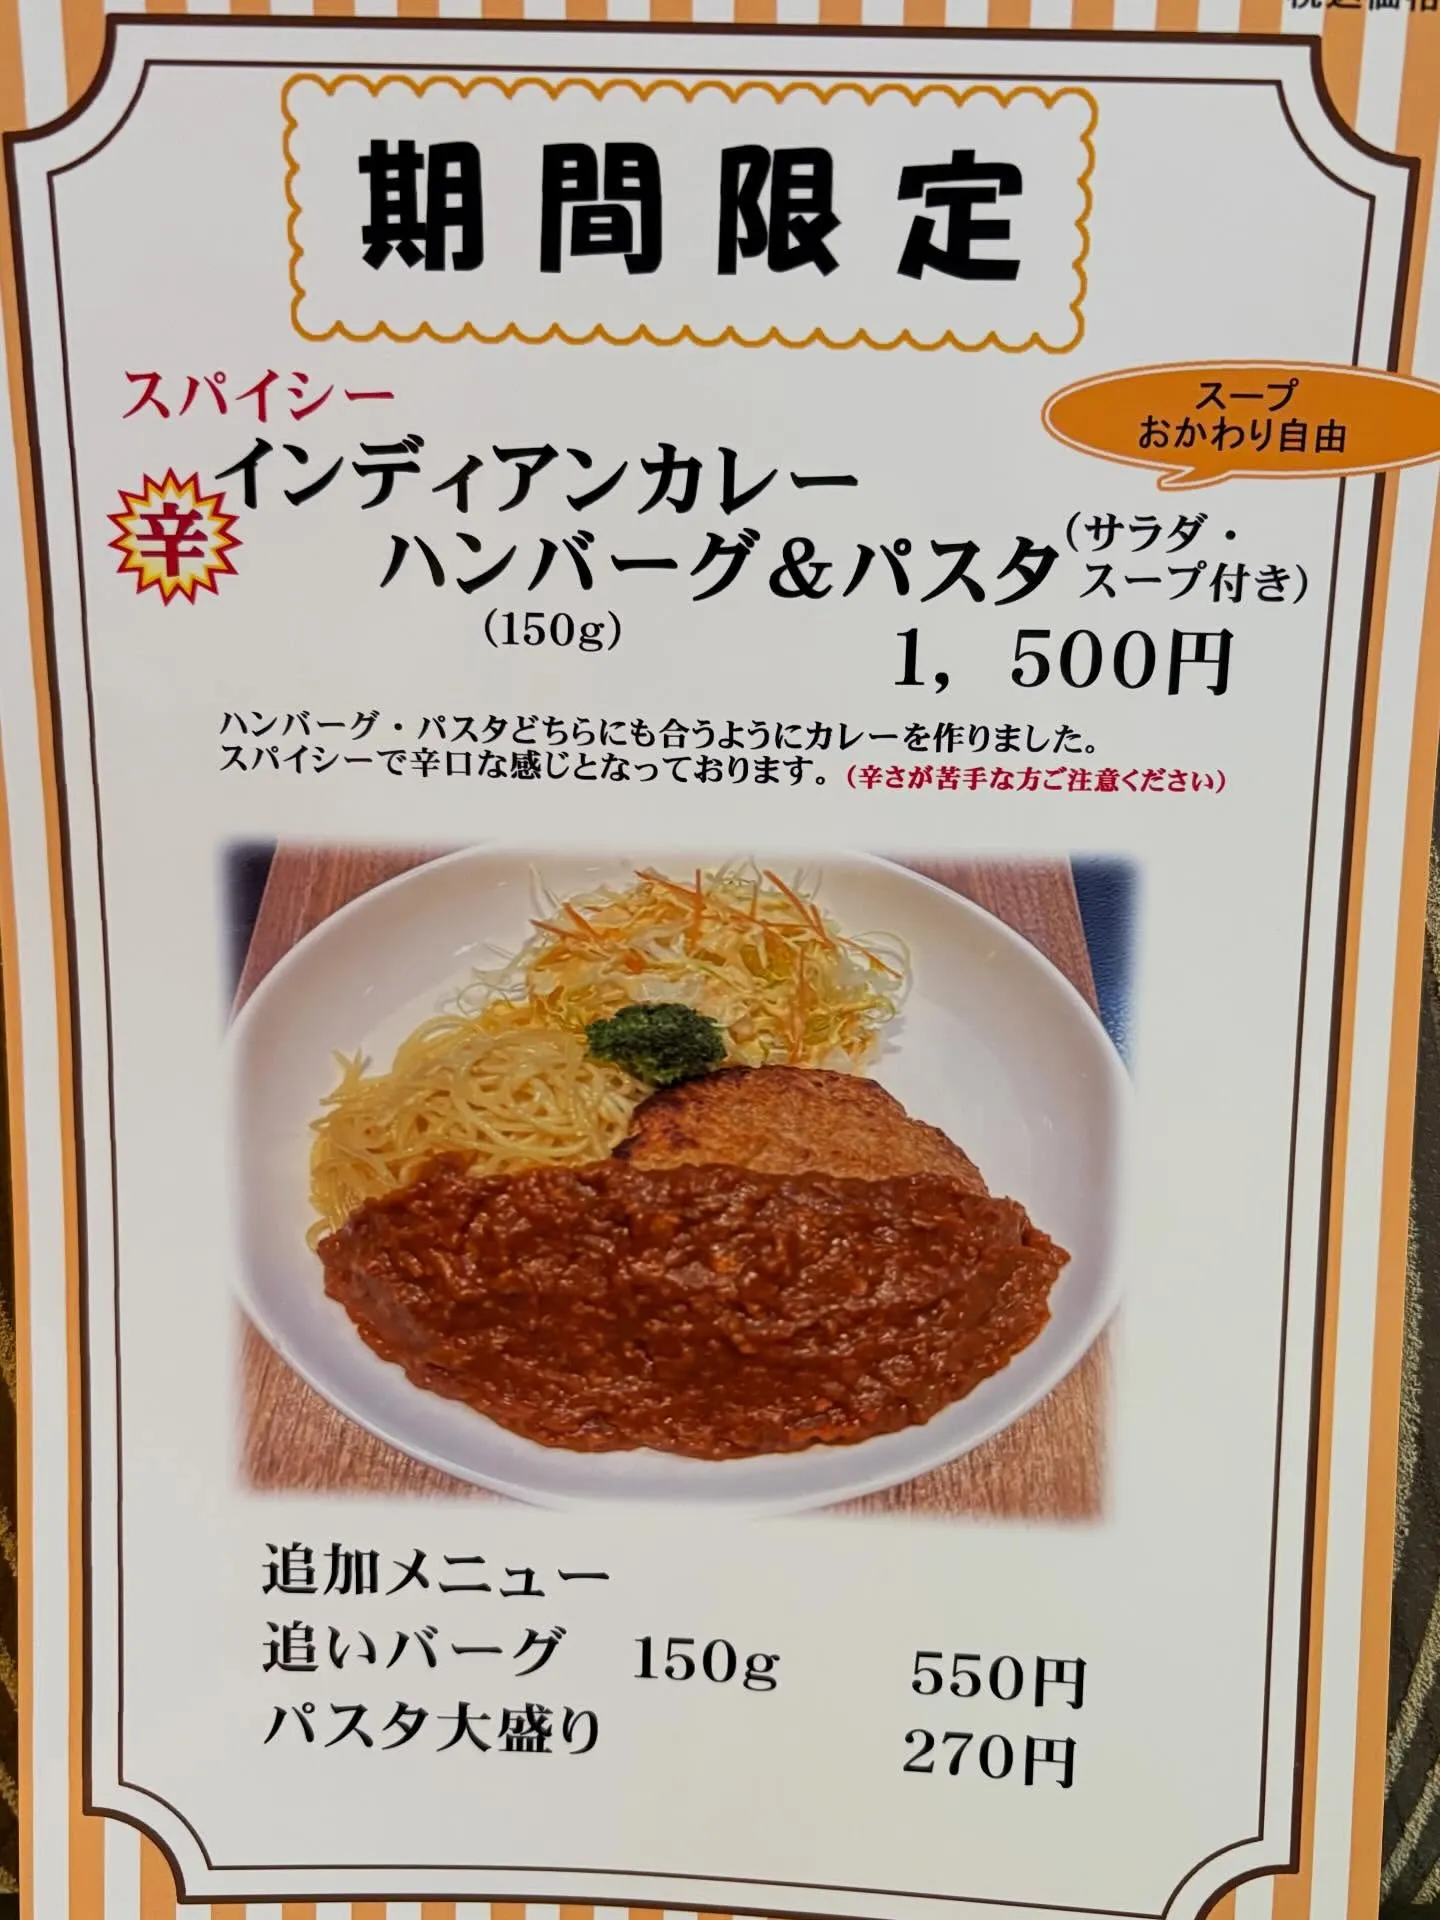 税込価格
期間限定
スパイシー
スープ
おかわり自由
インディアンカレー
辛
ハンバーグ＆パスタ
（サラダ・
スープ付き）
（150g）
1，500円
ハンバーグ・パスタどちらにも合うようにカレーを作りました。
スパイシーで辛口な感じとなっております。（辛さが苦手な方ご注意ください）
追加メニュー
追いバーグ　150g　550円
パスタ大盛り　270円